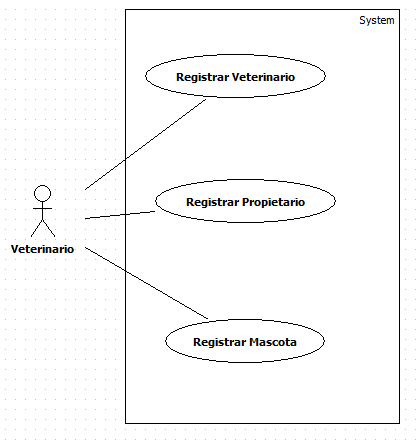 System
Registrar Veterinario
Registrar Propietario
Veterinario
Registrar Mascota